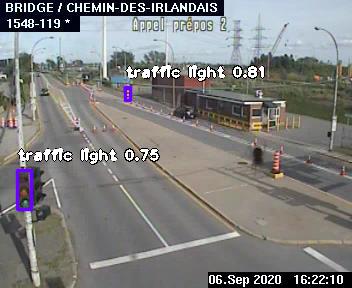 BRIDGE / CHEMIN-DES-IRLANDAIS
1548-119 *
Appel prépos 2
traffic light 0.81
traffic light 0.75
06.Sep 2020 16:22:10